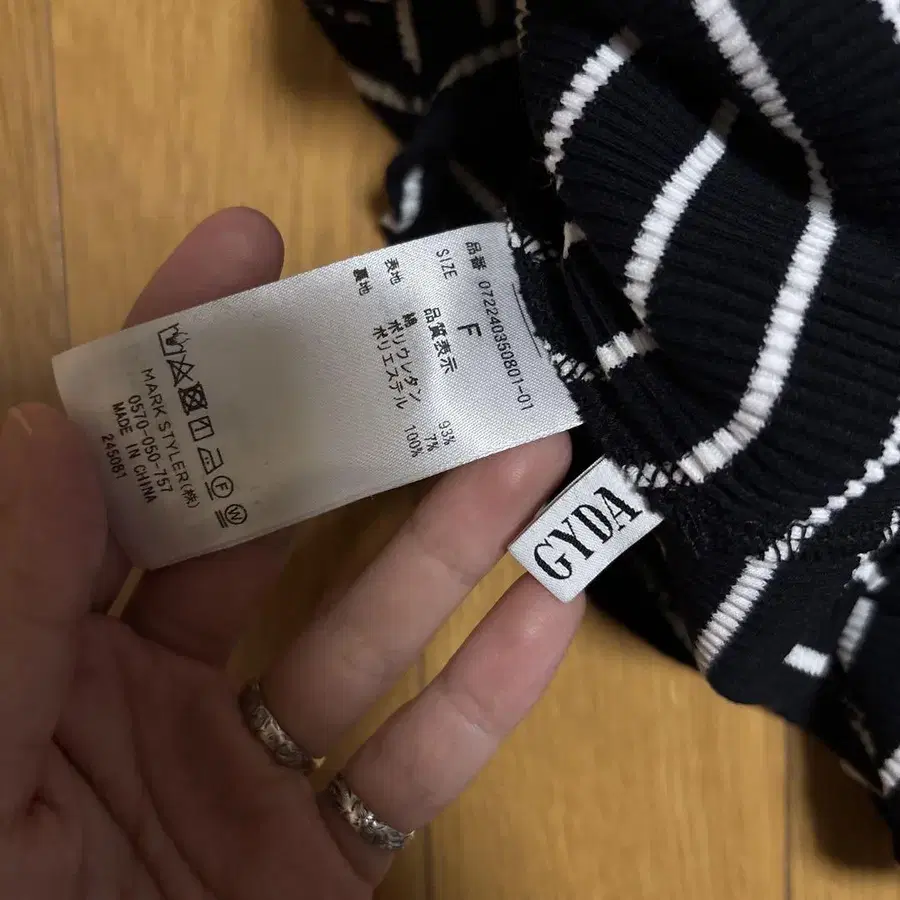 品番 072240350801-01
SIZE F
品質表示
表地 綿 93%
ポリウレタン 7%
裏地 ポリエステル 100%
F
W
MARK STYLER(株)
0570-050-757
MADE IN CHINA
245081
GYDA